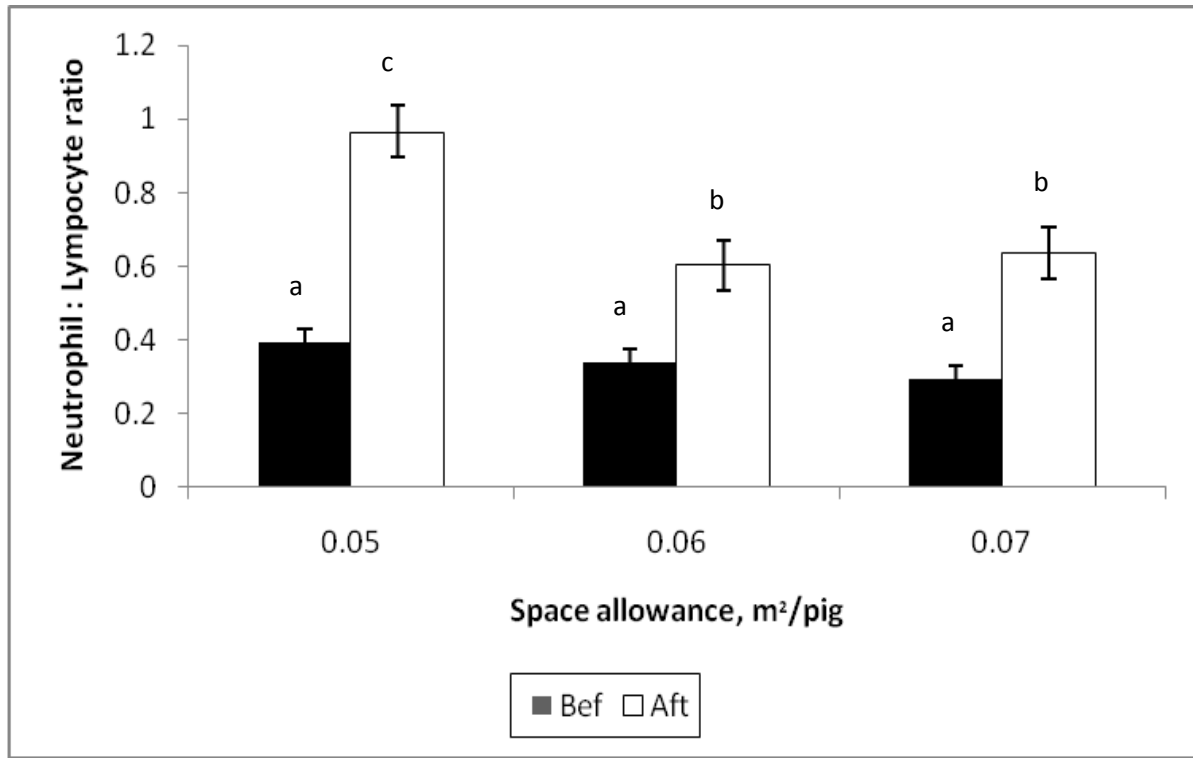 Neutrophil : Lympocyte ratio
1.2
1
0.8
0.6
0.4
0.2
0
a
c
a
b
a
b
0.05
0.06
0.07
Space allowance, m²/pig
Bef Aft